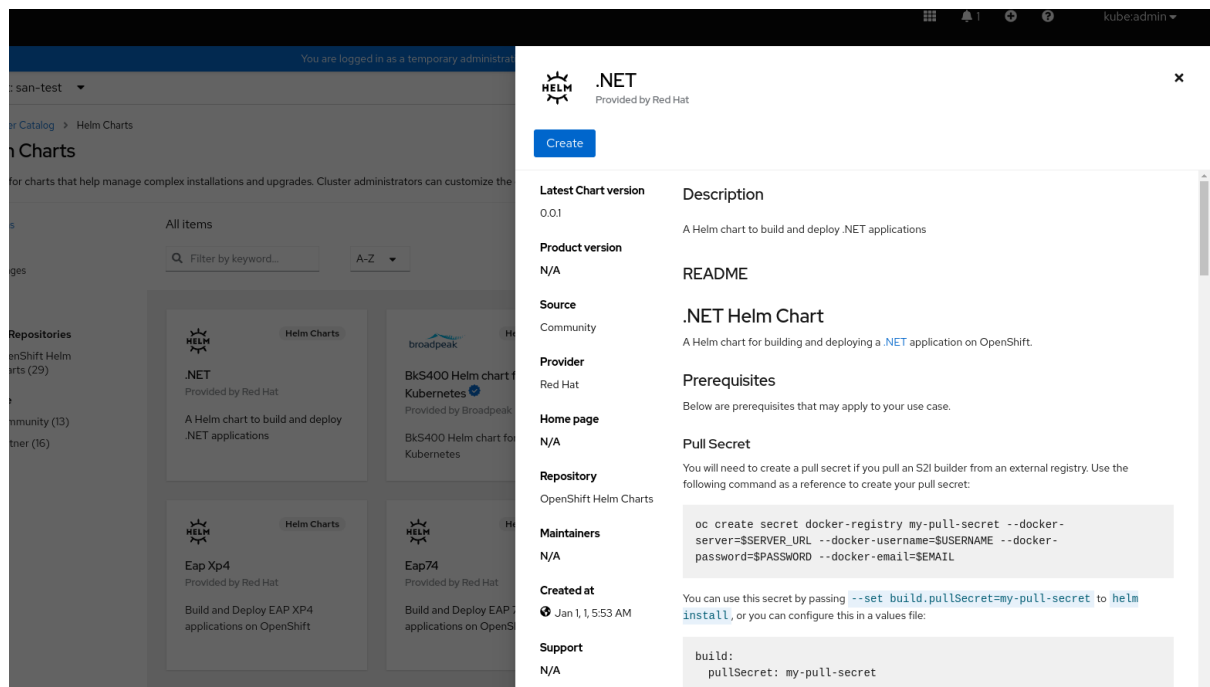 1
kube:admin
You are logged in as a temporary administrat
: san-test
er Catalog > Helm Charts
n Charts
for charts that help manage complex installations and upgrades. Cluster administrators can customize the
s
All items
Filter by keyword...
A-Z
ges
Repositories
enShift Helm
arts (29)
e
mmunity (13)
tner (16)
HELM
Helm Charts
.NET
Provided by Red Hat
A Helm chart to build and deploy
.NET applications
broadpeak
He
BkS400 Helm chart f
Kubernetes
Provided by Broadpeak
BkS400 Helm chart for
Kubernetes
HELM
Helm Charts
Eap Xp4
Provided by Red Hat
Build and Deploy EAP XP4
applications on OpenShift
HELM
He
Eap74
Provided by Red Hat
Build and Deploy EAP 7
applications on OpenS
HELM
.NET
Provided by Red Hat
Create
Latest Chart version
0.0.1
Product version
N/A
Source
Community
Provider
Red Hat
Home page
N/A
Repository
OpenShift Helm Charts
Maintainers
N/A
Created at
Jan 1, 1, 5:53 AM
Support
N/A
Description
A Helm chart to build and deploy .NET applications
README
.NET Helm Chart
A Helm chart for building and deploying a .NET application on OpenShift.
Prerequisites
Below are prerequisites that may apply to your use case.
Pull Secret
You will need to create a pull secret if you pull an S2I builder from an external registry. Use the
following command as a reference to create your pull secret:
oc create secret docker-registry my-pull-secret --docker-
server=$SERVER_URL --docker-username=$USERNAME --docker-
password=$PASSWORD --docker-email=$EMAIL
You can use this secret by passing --set build.pullSecret=my-pull-secret to helm
install, or you can configure this in a values file:
build:
  pullSecret: my-pull-secret